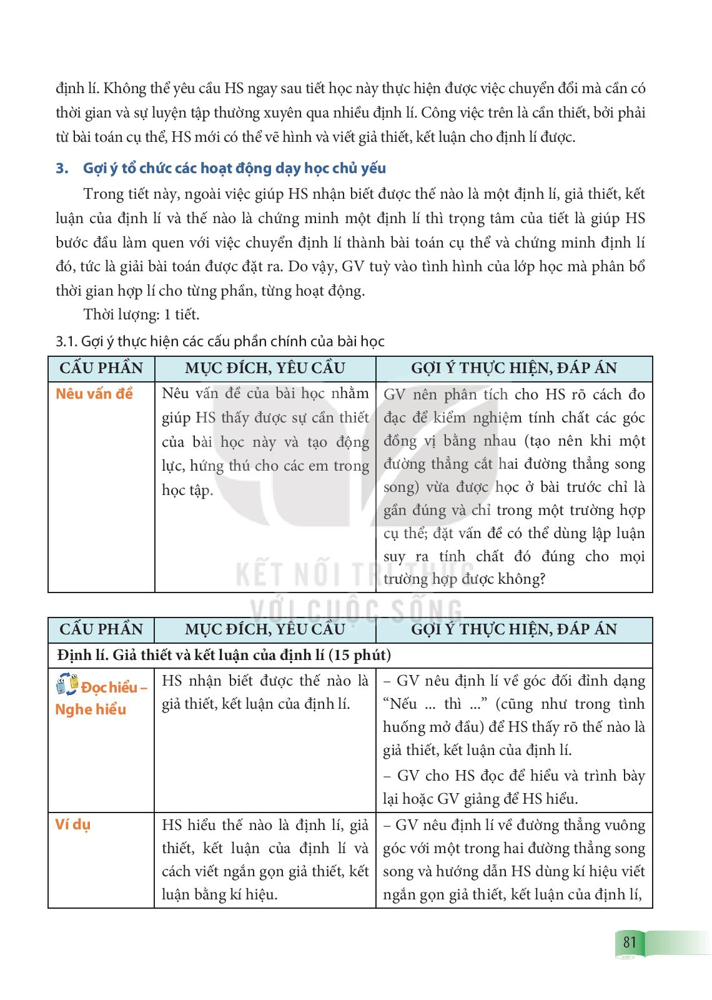 định lí. Không thể yêu cầu HS ngay sau tiết học này thực hiện được việc chuyển đổi mà cần có
thời gian và sự luyện tập thường xuyên qua nhiều định lí. Công việc trên là cần thiết, bởi phải
từ bài toán cụ thể, HS mới có thể vẽ hình và viết giả thiết, kết luận cho định lí được.
3. Gợi ý tổ chức các hoạt động dạy học chủ yếu
Trong tiết này, ngoài việc giúp HS nhận biết được thế nào là một định lí, giả thiết, kết
luận của định lí và thế nào là chứng minh một định lí thì trọng tâm của tiết là giúp HS
bước đầu làm quen với việc chuyển định lí thành bài toán cụ thể và chứng minh định lí
đó, tức là giải bài toán được đặt ra. Do vậy, GV tuỳ vào tình hình của lớp học mà phân bổ
thời gian hợp lí cho từng phần, từng hoạt động.
Thời lượng: 1 tiết.
3.1. Gợi ý thực hiện các cấu phần chính của bài học
CẤU PHẦN
MỤC ĐÍCH, YÊU CẦU
GỢI Ý THỰC HIỆN, ĐÁP ÁN
Nêu vấn đề
Nêu vấn đề của bài học nhằm
giúp HS thấy được sự cần thiết
của bài học này và tạo động
lực, hứng thú cho các em trong
học tập.
GV nên phân tích cho HS rõ cách đo
đạc để kiểm nghiệm tính chất các góc
đồng vị bằng nhau (tạo nên khi một
đường thẳng cắt hai đường thẳng song
song) vừa được học ở bài trước chỉ là
gần đúng và chỉ trong một trường hợp
cụ thể; đặt vấn đề có thể dùng lập luận
suy ra tính chất đó đúng cho mọi
trường hợp được không?
KẾT NỐI TRI THỨC
VỚI CUỘC SỐNG
CẤU PHẦN
MỤC ĐÍCH, YÊU CẦU
GỢI Ý THỰC HIỆN, ĐÁP ÁN
Định lí. Giả thiết và kết luận của định lí (15 phút)
Đọc hiểu –
Nghe hiểu
HS nhận biết được thế nào là
giả thiết, kết luận của định lí.
– GV nêu định lí về góc đối đỉnh dạng
“Nếu ... thì ...” (cũng như trong tình
huống mở đầu) để HS thấy rõ thế nào là
giả thiết, kết luận của định lí.
– GV cho HS đọc để hiểu và trình bày
lại hoặc GV giảng để HS hiểu.
Ví dụ
HS hiểu thế nào là định lí, giả
thiết, kết luận của định lí và
cách viết ngắn gọn giả thiết, kết
luận bằng kí hiệu.
– GV nêu định lí về đường thẳng vuông
góc với một trong hai đường thẳng song
song và hướng dẫn HS dùng kí hiệu viết
ngắn gọn giả thiết, kết luận của định lí,
81